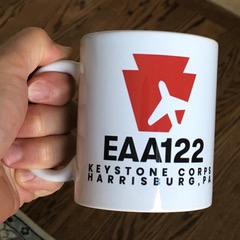 EAA122
KEYSTONE CORPS
HARRISBURG, PA